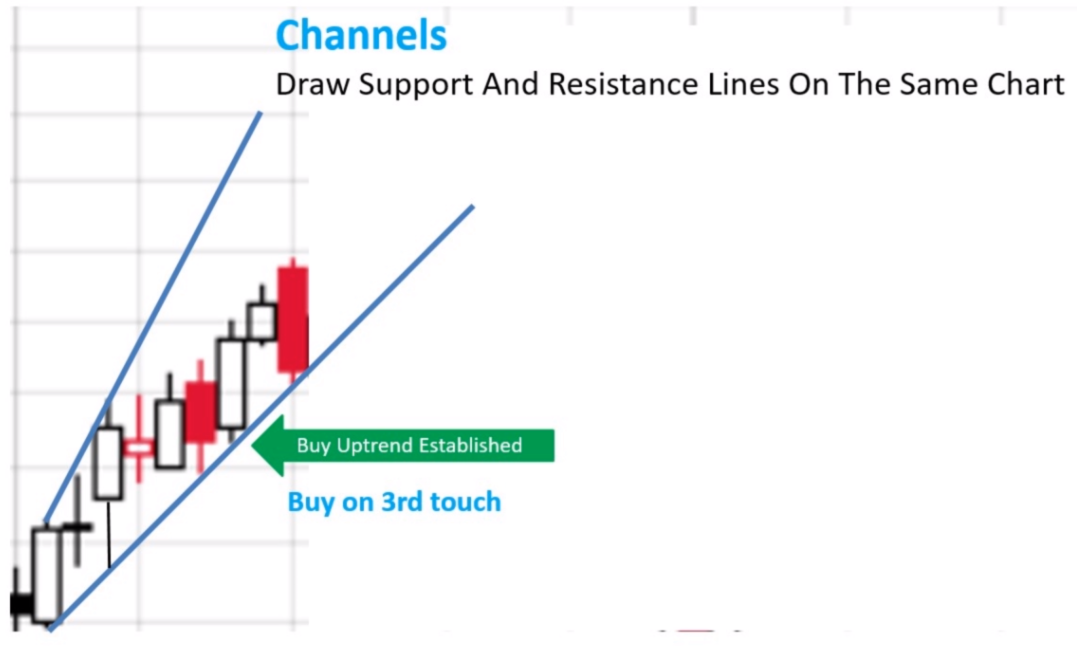 Channels
Draw Support And Resistance Lines On The Same Chart
Buy Uptrend Established
Buy on 3rd touch